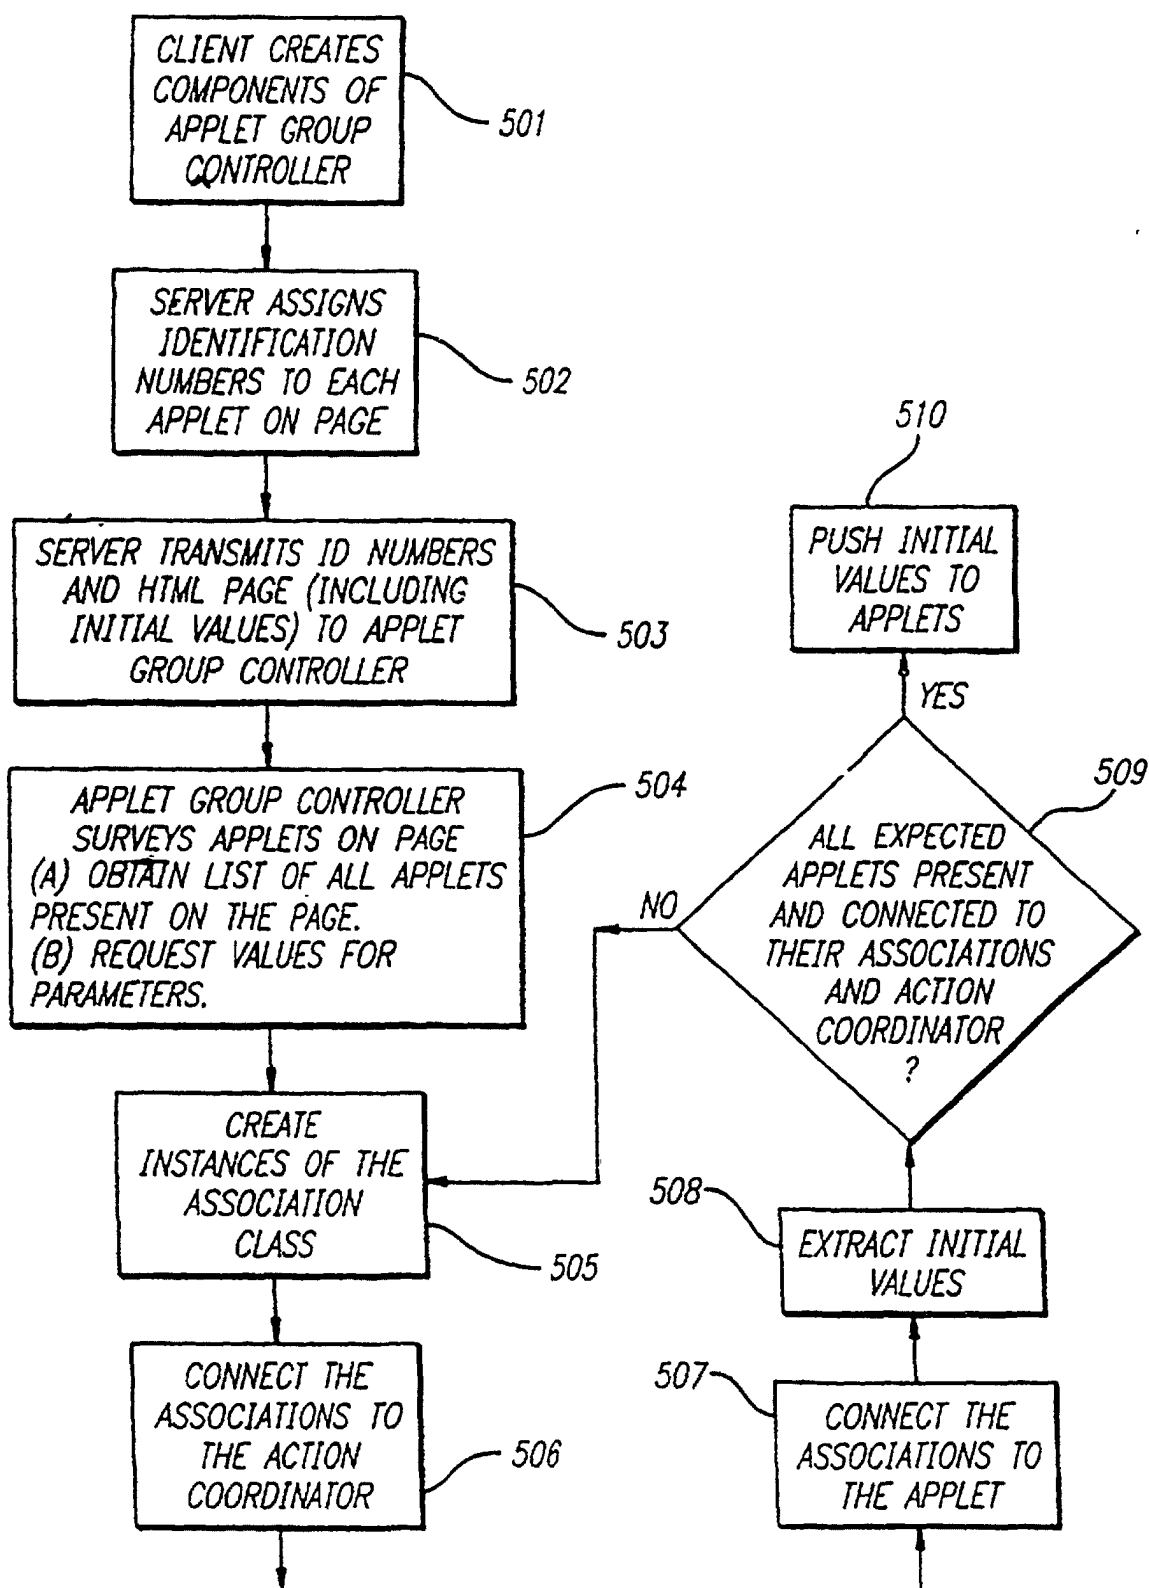 CLIENT CREATES
COMPONENTS OF
APPLET GROUP
CONTROLLER
501
SERVER ASSIGNS
IDENTIFICATION
NUMBERS TO EACH
APPLET ON PAGE
502
SERVER TRANSMITS ID NUMBERS
AND HTML PAGE (INCLUDING
INITIAL VALUES) TO APPLET
GROUP CONTROLLER
503
APPLET GROUP CONTROLLER
SURVEYS APPLETS ON PAGE
(A) OBTAIN LIST OF ALL APPLETS
PRESENT ON THE PAGE.
(B) REQUEST VALUES FOR
PARAMETERS.
504
CREATE
INSTANCES OF THE
ASSOCIATION
CLASS
505
CONNECT THE
ASSOCIATIONS TO
THE ACTION
COORDINATOR
506
507
CONNECT THE
ASSOCIATIONS TO
THE APPLET
508
EXTRACT INITIAL
VALUES
509
ALL EXPECTED
APPLETS PRESENT
AND CONNECTED TO
THEIR ASSOCIATIONS
AND ACTION
COORDINATOR
?
NO
YES
510
PUSH INITIAL
VALUES TO
APPLETS